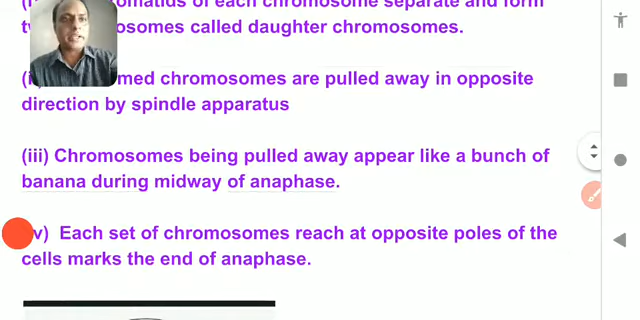 omatids of each chromosome separate and form
osomes called daughter chromosomes.
med chromosomes are pulled away in opposite
direction by spindle apparatus
(iii) Chromosomes being pulled away appear like a bunch of
banana during midway of anaphase.
v) Each set of chromosomes reach at opposite poles of the
cells marks the end of anaphase.